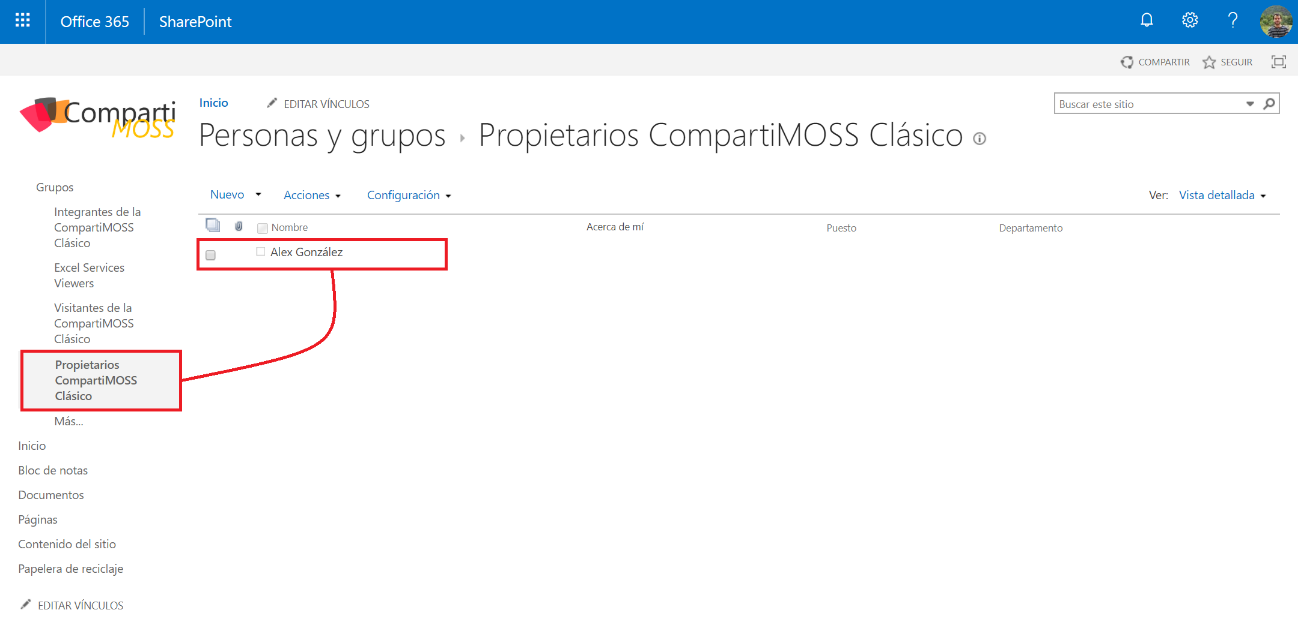 Office 365 SharePoint ?
COMPARTIR SEGUIR
Comparti
MOSS
Inicio EDITAR VÍNCULOS
Buscar este sitio
Personas y grupos Propietarios CompartiMOSS Clásico
Grupos
Integrantes de la
CompartiMOSS
Clásico
Excel Services
Viewers
Visitantes de la
CompartiMOSS
Clásico
Propietarios
CompartiMOSS
Clásico
Más...
Inicio
Bloc de notas
Documentos
Páginas
Contenido del sitio
Papelera de reciclaje
EDITAR VÍNCULOS
Nuevo Acciones Configuración Ver: Vista detallada
Nombre Acerca de mí Puesto Departamento
Alex González